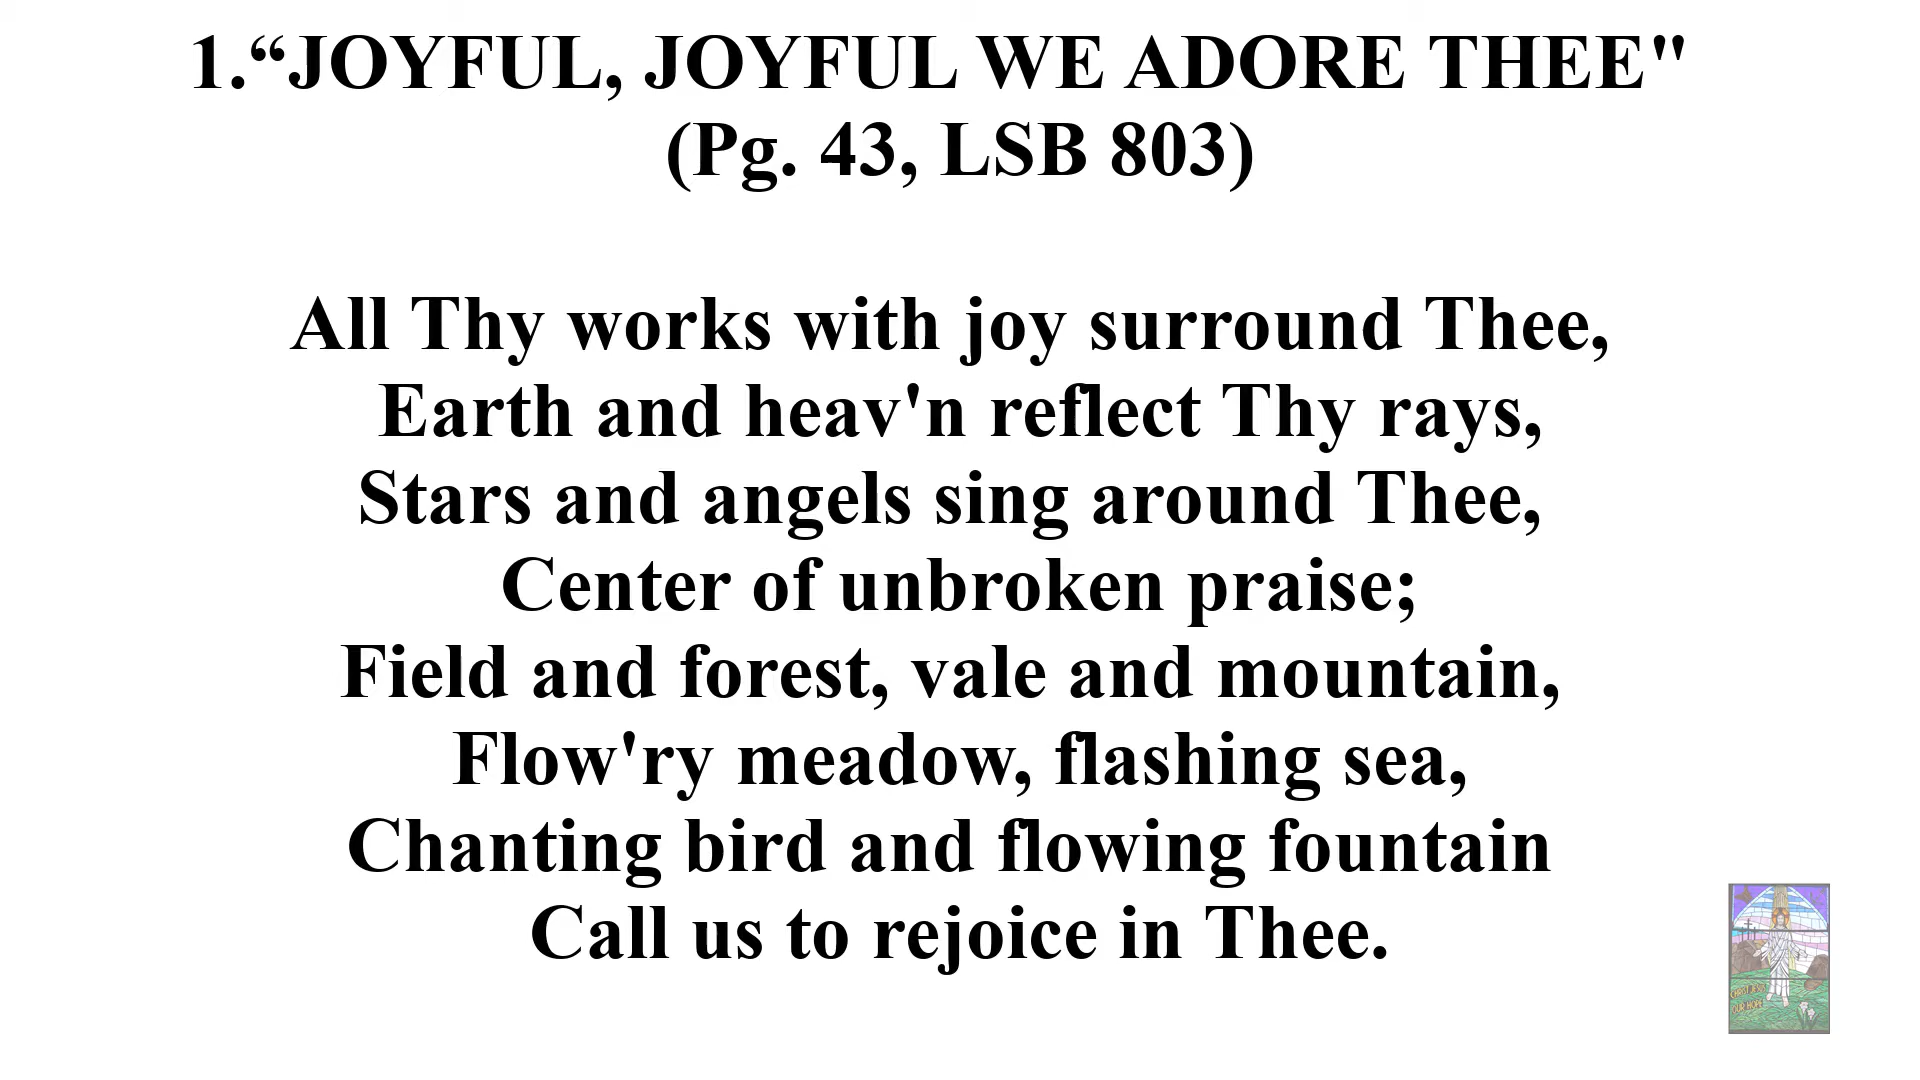 1.“JOYFUL, JOYFUL WE ADORE THEE"
(Pg. 43, LSB 803)
All Thy works with joy surround Thee,
Earth and heav'n reflect Thy rays,
Stars and angels sing around Thee,
Center of unbroken praise;
Field and forest, vale and mountain,
Flow'ry meadow, flashing sea,
Chanting bird and flowing fountain
Call us to rejoice in Thee.